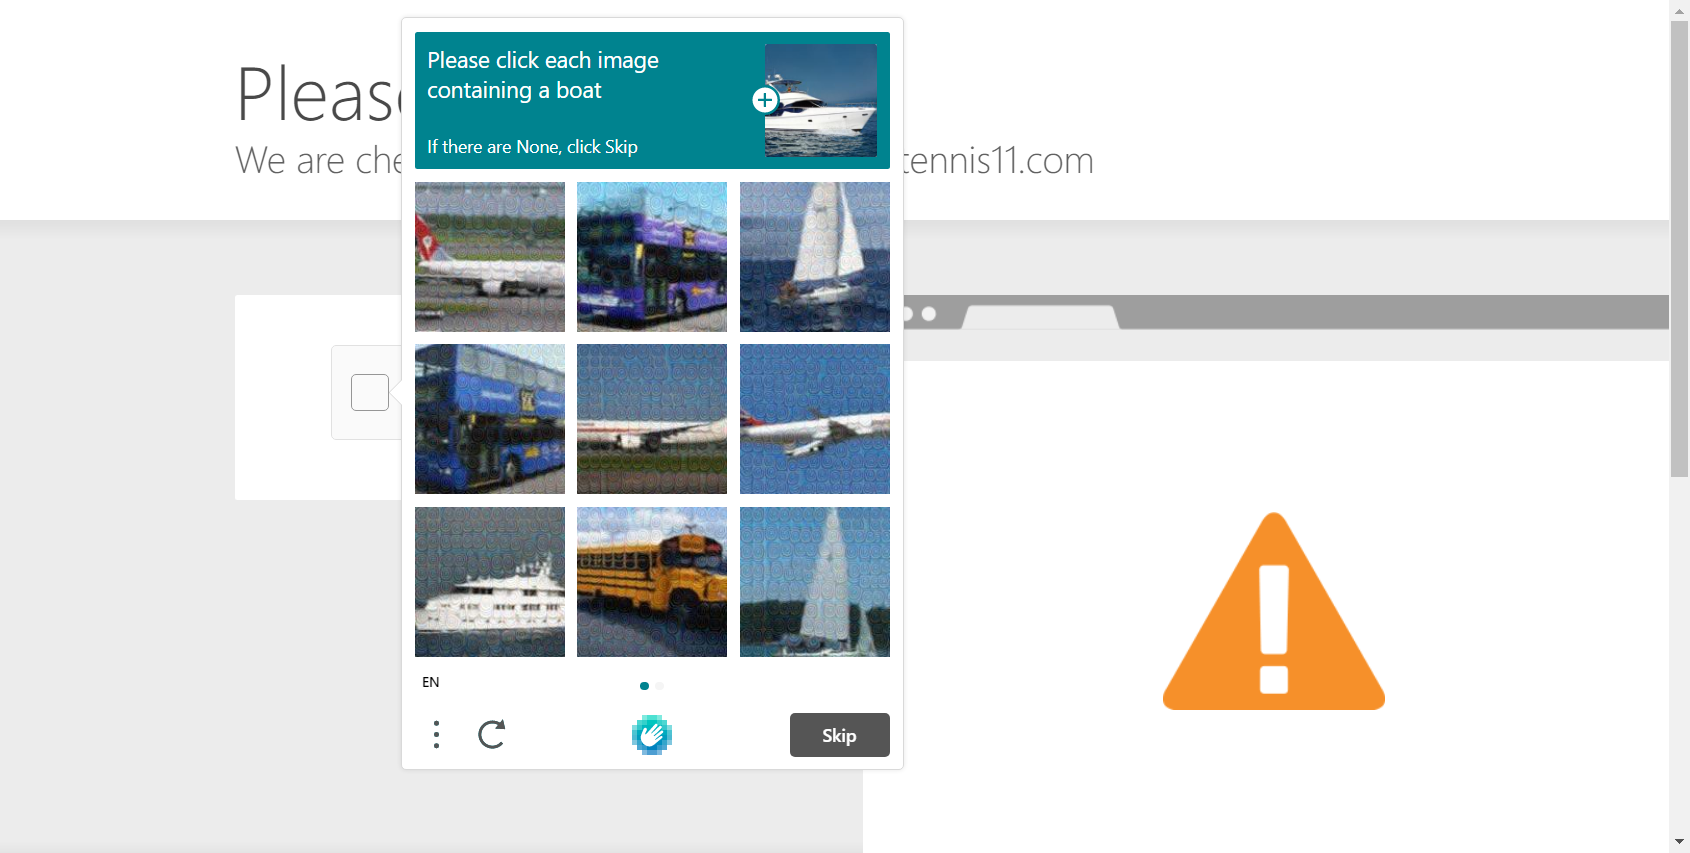 Please click each image
containing a boat
If there are None, click Skip
Pleas
We are che
tennis11.com
EN
Skip